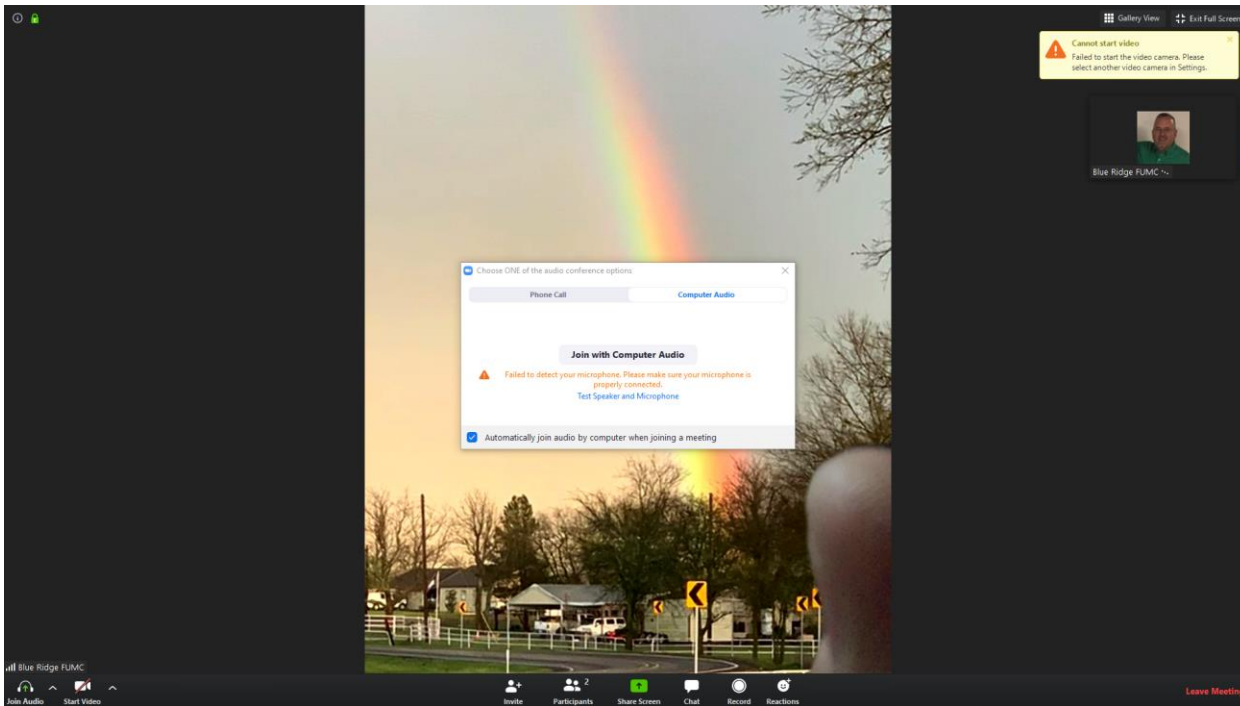 Gallery View
Exit Full Screen
Cannot start video
Failed to start the video camera. Please
select another video camera in Settings.
Blue Ridge FUMC
Choose ONE of the audio conference options
Phone Call
Computer Audio
Join with Computer Audio
Failed to detect your microphone. Please make sure your microphone is
properly connected.
Test Speaker and Microphone
Automatically join audio by computer when joining a meeting
Blue Ridge FUMC
Join Audio
Start Video
Invite
2
Participants
Share Screen
Chat
Record
Reactions
Leave Meetin